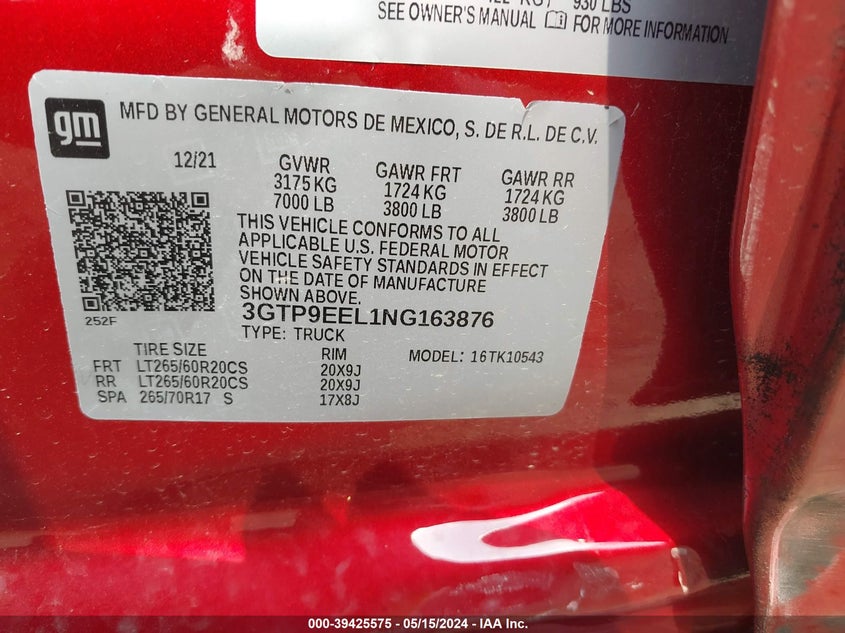 930 LBS
SEE OWNER'S MANUAL FOR MORE INFORMATION
gm
MFD BY GENERAL MOTORS DE MEXICO, S. DE R.L. DE C.V.
12/21 GVWR GAWR FRT GAWR RR
3175 KG 1724 KG 1724 KG
7000 LB 3800 LB 3800 LB
THIS VEHICLE CONFORMS TO ALL
APPLICABLE U.S. FEDERAL MOTOR
VEHICLE SAFETY STANDARDS IN EFFECT
ON THE DATE OF MANUFACTURE
SHOWN ABOVE.
252F
3GTP9EEL1NG163876
TYPE: TRUCK
TIRE SIZE RIM MODEL: 16TK10543
FRT LT265/60R20CS 20X9J
RR LT265/60R20CS 20X9J
SPA 265/70R17 S 17X8J
000-39425575 - 05/15/2024 - IAA Inc.